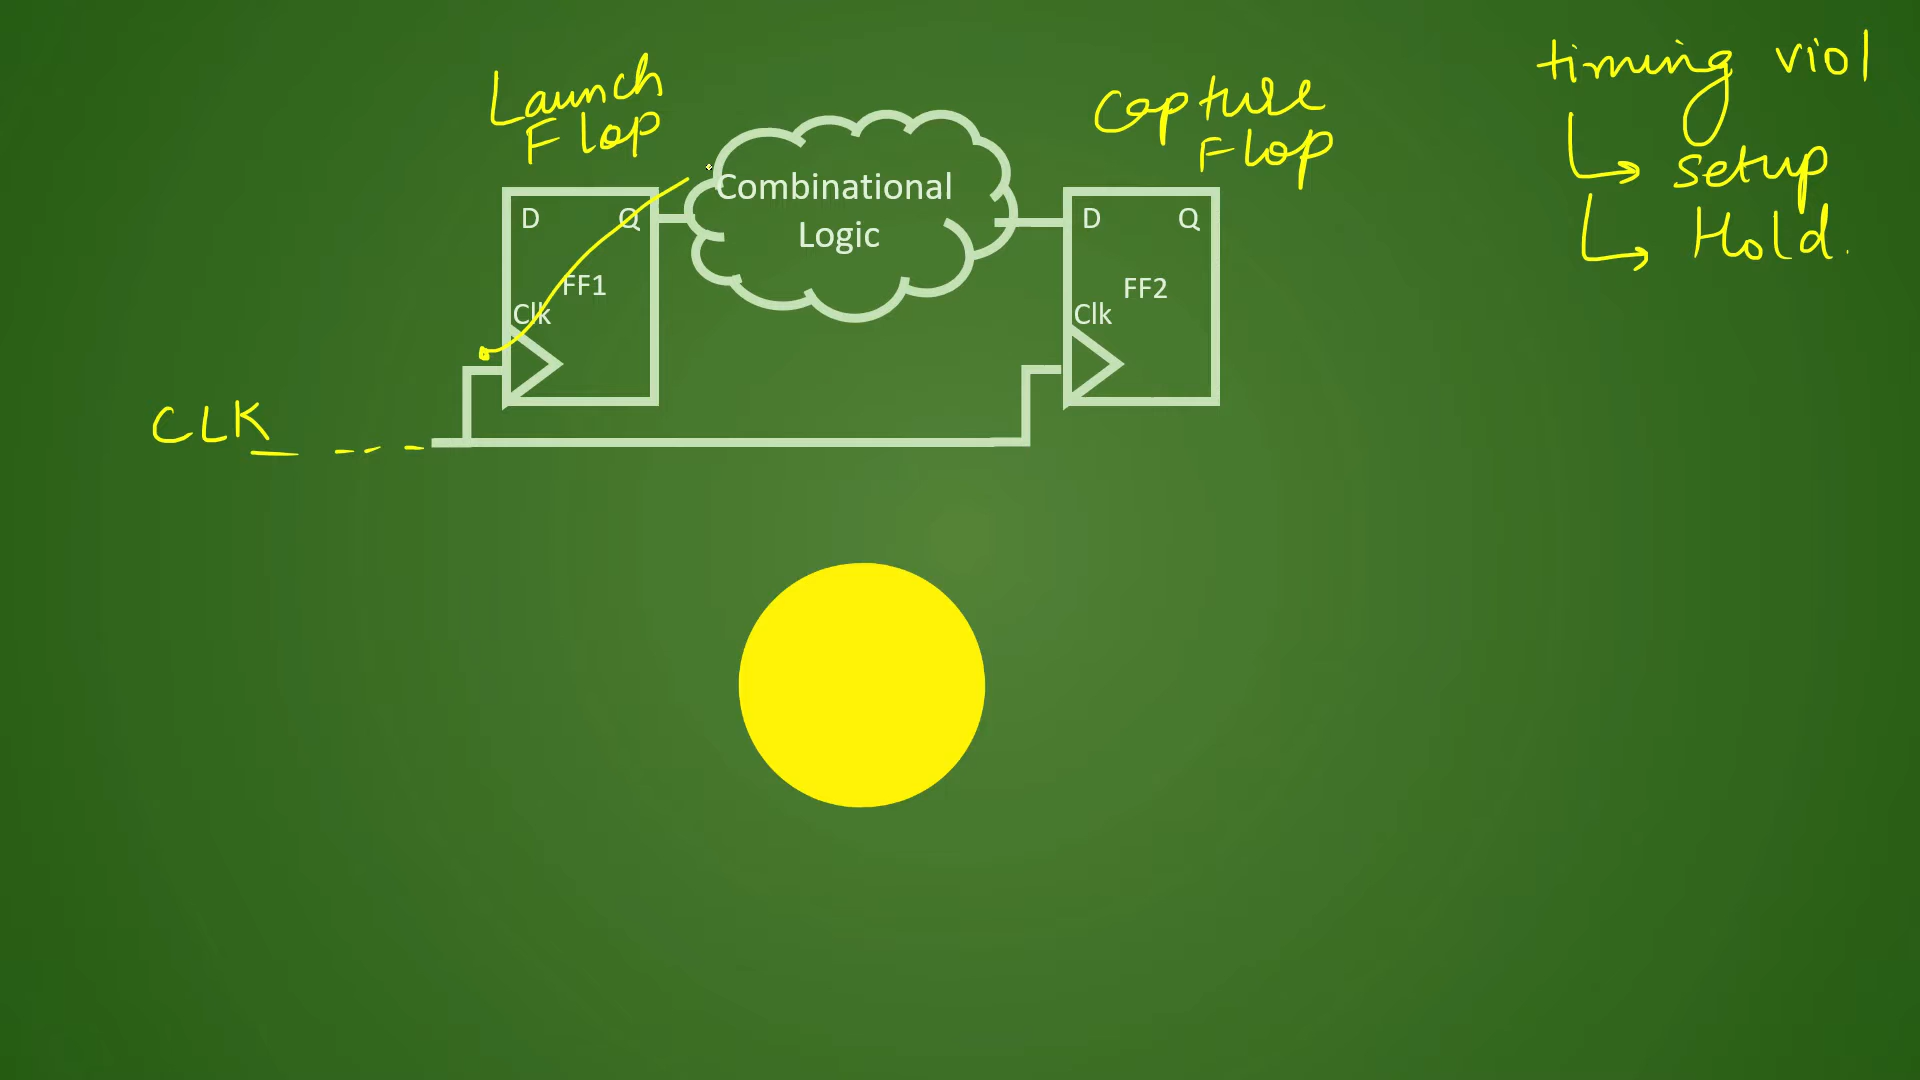 Launch
Flop
Capture
Flop
timing viol
setup
Hold.
Combinational
Logic
D
Q
FF1
Clk
D
Q
FF2
Clk
CLK